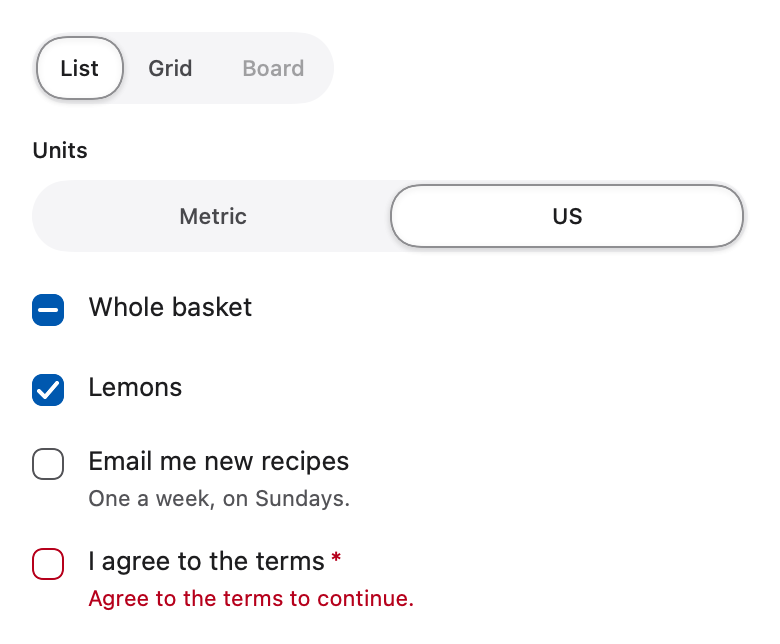 List Grid Board
Units
Metric US
Whole basket
Lemons
Email me new recipes
One a week, on Sundays.
I agree to the terms *
Agree to the terms to continue.